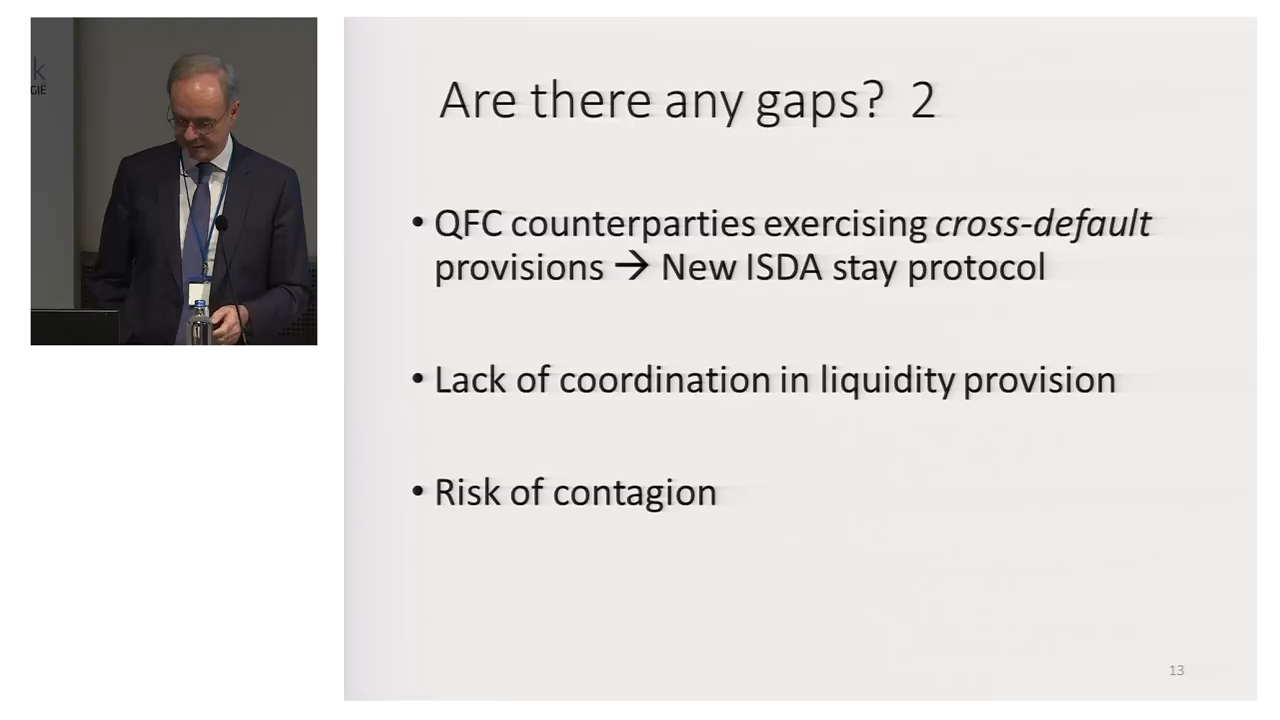 k
GIË
Are there any gaps? 2
• QFC counterparties exercising cross-default
provisions → New ISDA stay protocol
• Lack of coordination in liquidity provision
• Risk of contagion
13